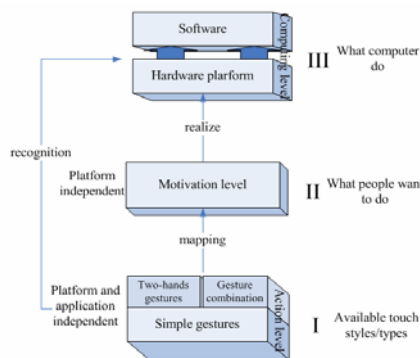 Software
Computing level
Hardware plarform
III
What computer
do
realize
recognition
Platform
independent
Motivation level
II
What people wan
to do
mapping
Platform and
application
independent
Two-hands
gestures
Gesture
combination
Simple gestures
Action level
I
Available touch
styles/types